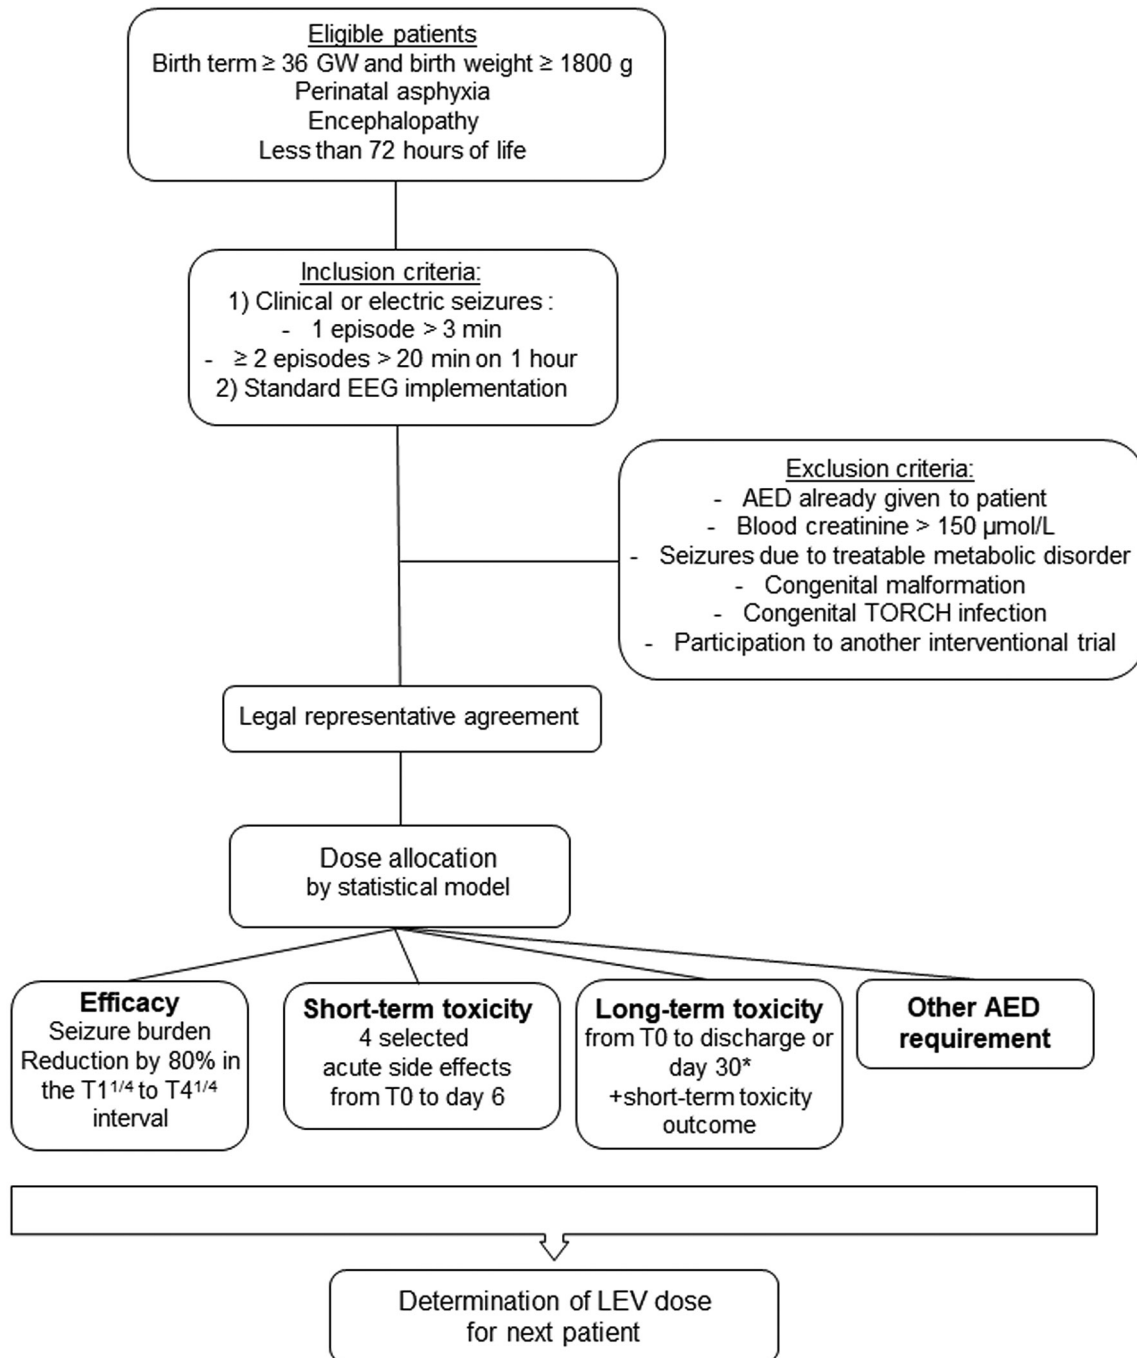 Eligible patients
Birth term ≥ 36 GW and birth weight ≥ 1800 g
Perinatal asphyxia
Encephalopathy
Less than 72 hours of life
Inclusion criteria:
1) Clinical or electric seizures :
- 1 episode > 3 min
- ≥ 2 episodes > 20 min on 1 hour
2) Standard EEG implementation
Exclusion criteria:
- AED already given to patient
- Blood creatinine > 150 µmol/L
- Seizures due to treatable metabolic disorder
- Congenital malformation
- Congenital TORCH infection
- Participation to another interventional trial
Legal representative agreement
Dose allocation
by statistical model
Efficacy
Seizure burden
Reduction by 80% in
the T1^1/4 to T4^1/4
interval
Short-term toxicity
4 selected
acute side effects
from T0 to day 6
Long-term toxicity
from T0 to discharge or
day 30*
+short-term toxicity
outcome
Other AED
requirement
Determination of LEV dose
for next patient